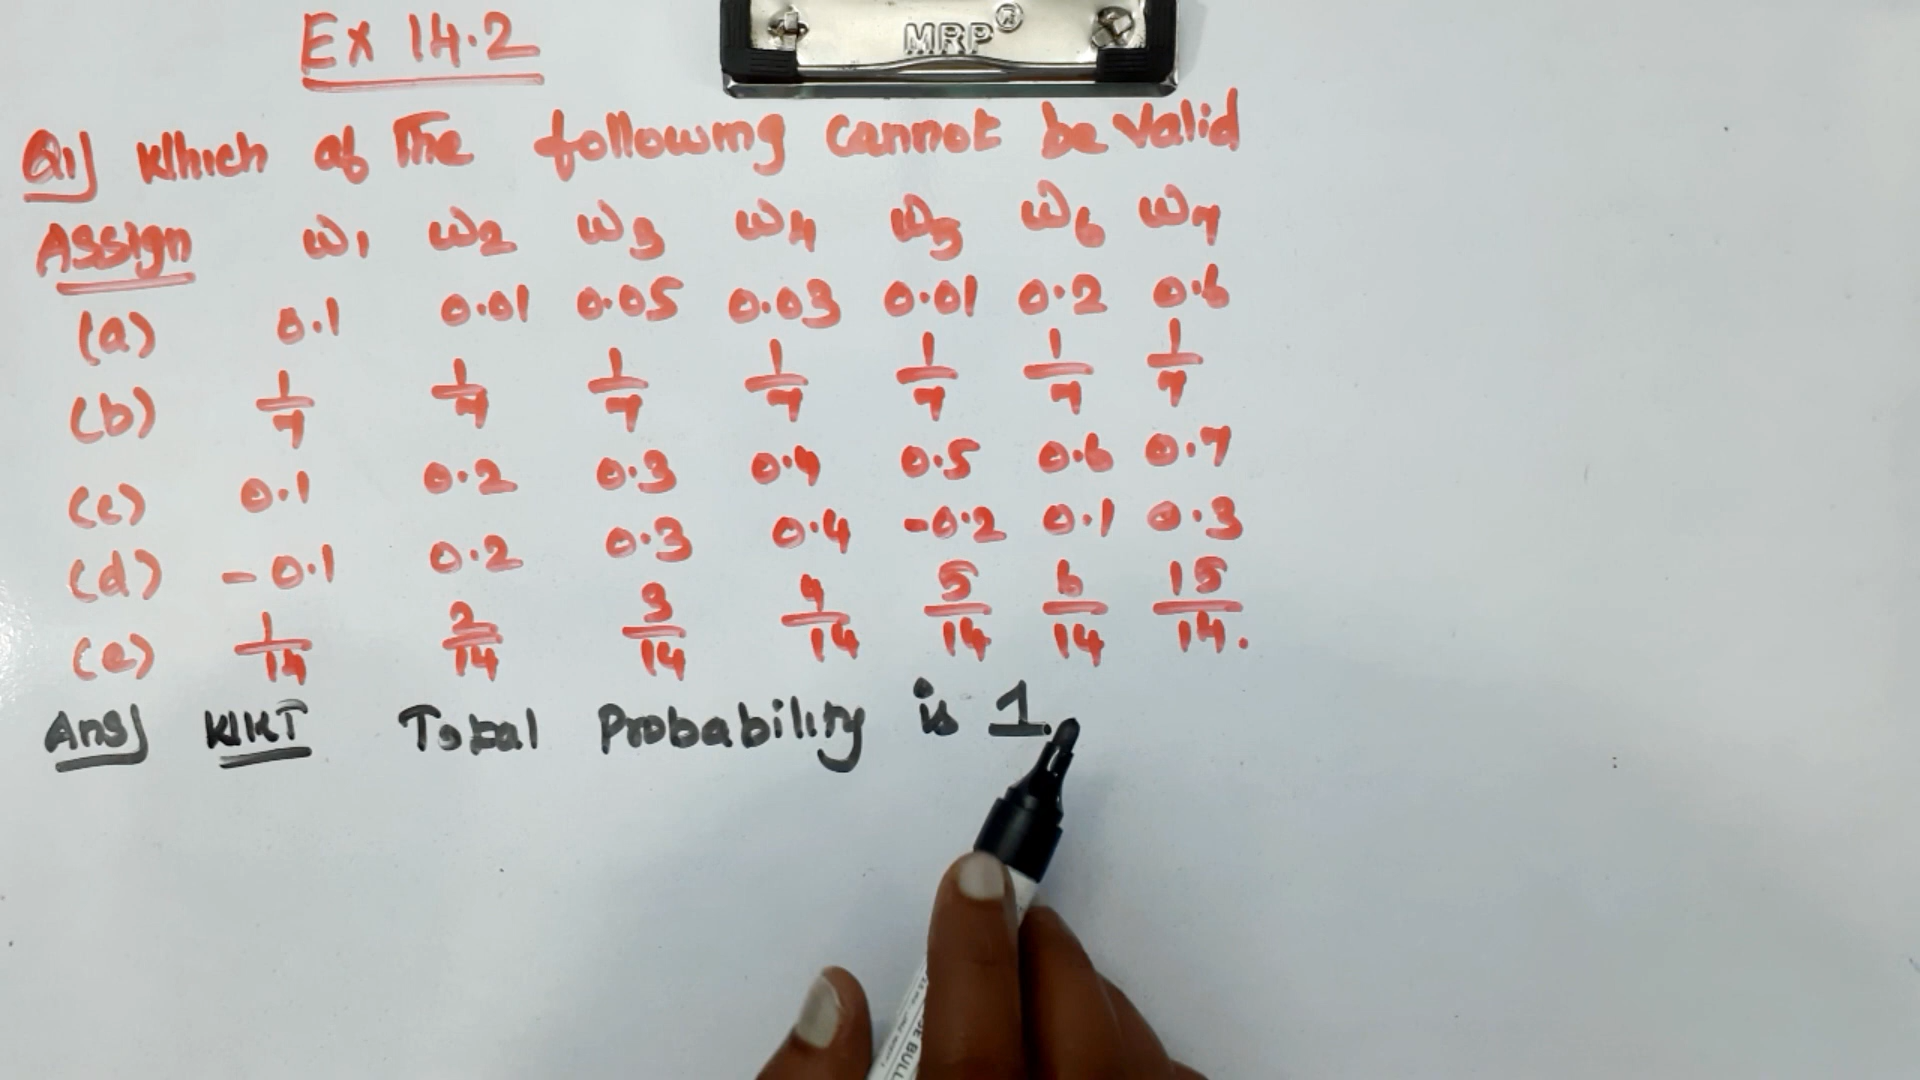 MRP®
Ex 14.2
Q1] Which of The following cannot be valid
Assign ω1 ω2 ω3 ω4 ω5 ω6 ω7
(a) 0.1 0.01 0.05 0.03 0.01 0.2 0.6
(b) 1/7 1/7 1/7 1/7 1/7 1/7 1/7
(c) 0.1 0.2 0.3 0.4 0.5 0.6 0.7
(d) -0.1 0.2 0.3 0.4 -0.2 0.1 0.3
(e) 1/14 2/14 3/14 4/14 5/14 6/14 15/14.
Ans] WKT Total Probability is 1.